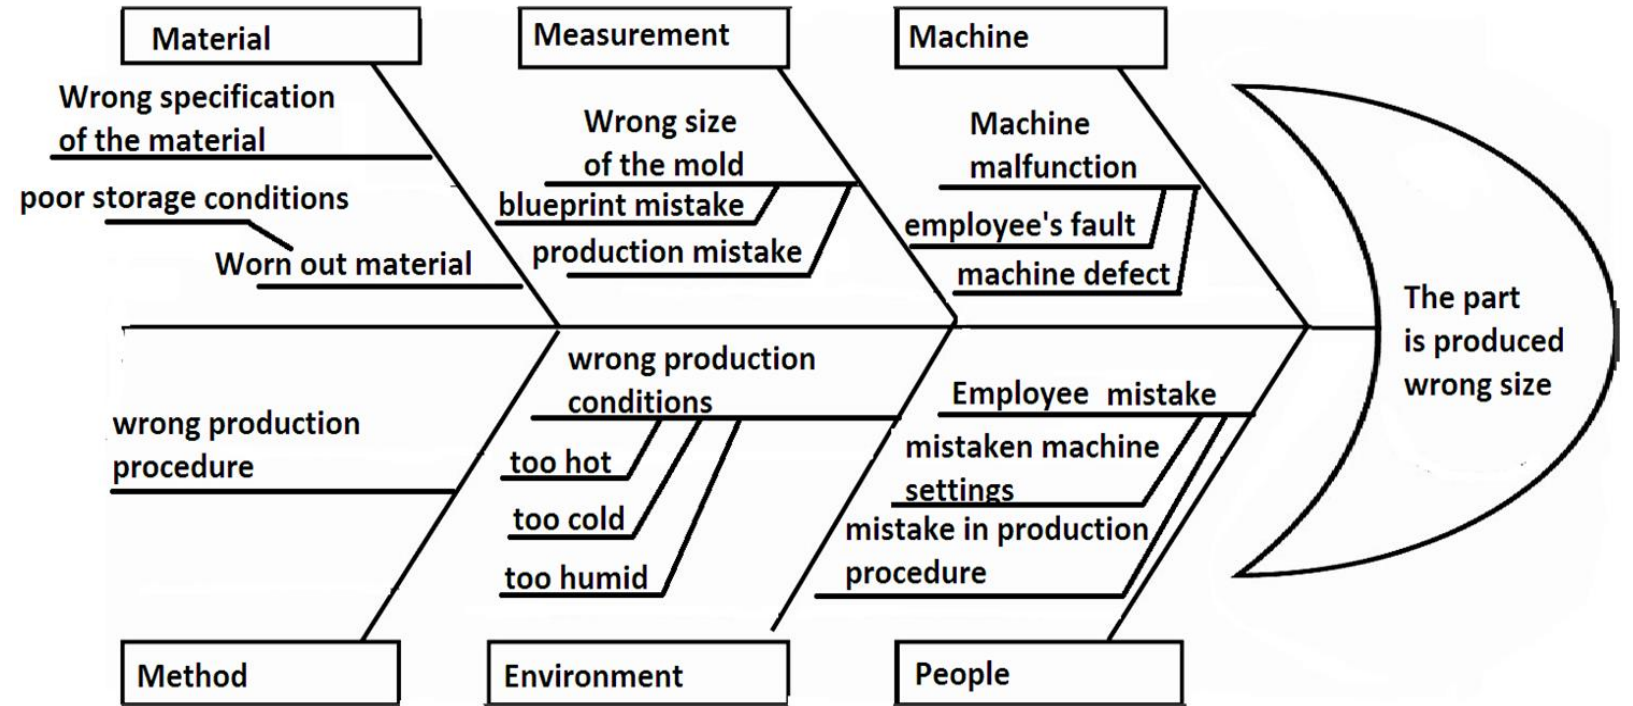 Material
Measurement
Machine
Wrong specification
of the material
poor storage conditions
Worn out material
Wrong size
of the mold
blueprint mistake
production mistake
Machine
malfunction
employee's fault
machine defect
The part
is produced
wrong size
wrong production
procedure
wrong production
conditions
too hot
too cold
too humid
Employee mistake
mistaken machine
settings
mistake in production
procedure
Method
Environment
People